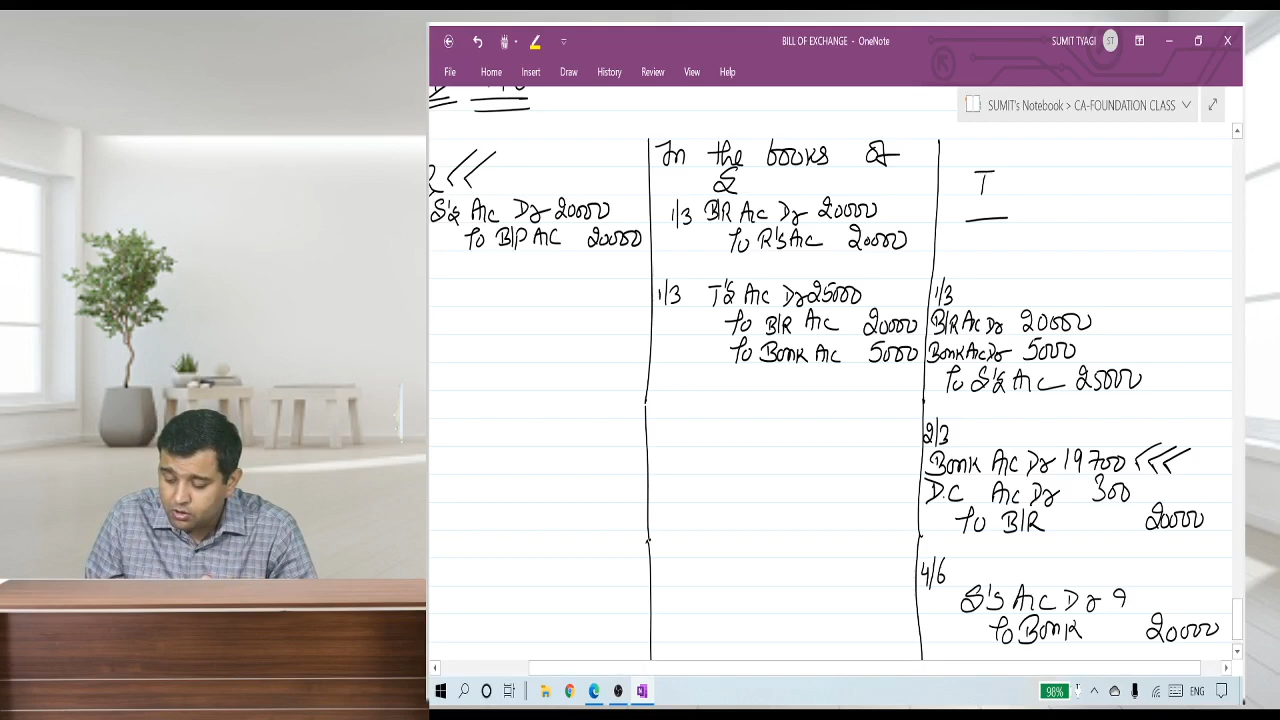 BILL OF EXCHANGE - OneNote
SUMIT TYAGI ST
File Home Insert Draw History Review View Help
SUMIT's Notebook > CA-FOUNDATION CLASS
S's A/c Dr 20000
To B/P A/C 20000
In the books of
S
1/3 B/R A/c Dr 20000
To R's A/c 20000
1/3 T's A/c Dr 25000
To B/R A/c 20000
To Bank A/c 5000
T
1/3
B/R A/c Dr 20000
Bank A/c Dr 5000
To S's A/c 25000
2/3
Bank A/c Dr 19700
D.C A/c Dr 300
To B/R 20000
4/6
S's A/c Dr
To Bank 20000
98% ENG